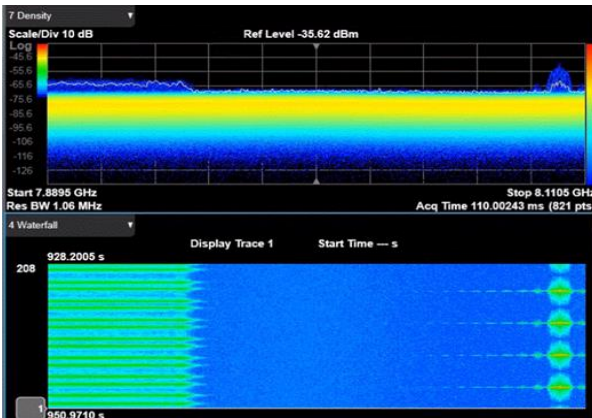 7 Density
Scale/Div 10 dB Ref Level -35.62 dBm
Log
-45.6
-55.6
-65.6
-75.6
-85.6
-95.6
-106
-116
-126
Start 7.8895 GHz Stop 8.1105 GHz
Res BW 1.06 MHz Acq Time 110.00243 ms (821 pts
4 Waterfall
Display Trace 1 Start Time --- s
928.2005 s
208
1
950.9710 s